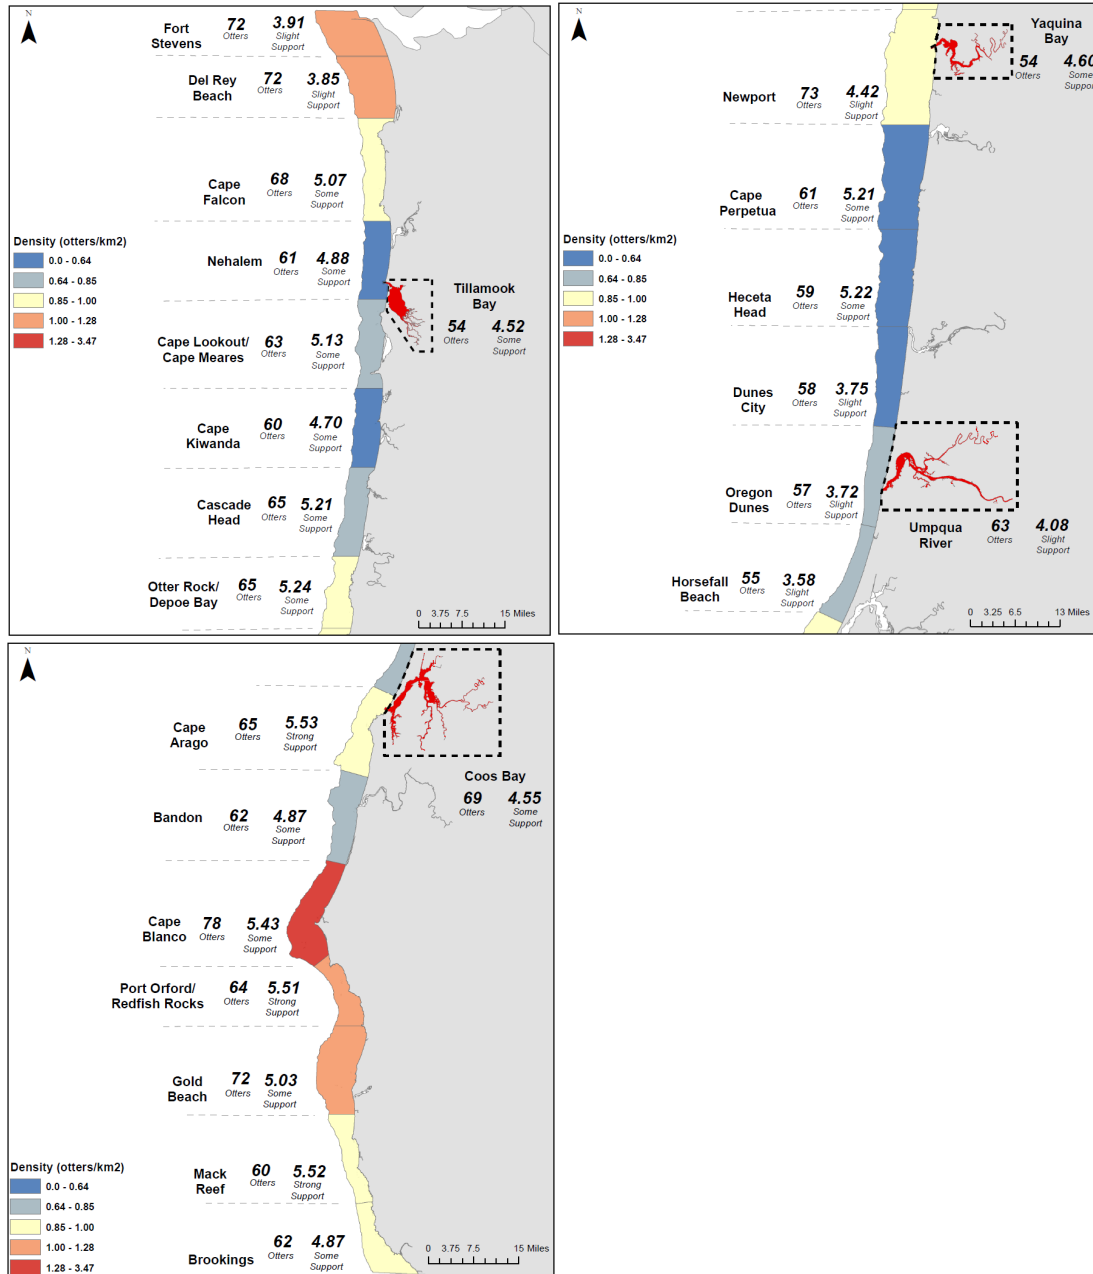 N
Fort
Stevens
72
Otters
3.91
Slight
Support
Del Rey
Beach
72
Otters
3.85
Slight
Support
Cape
Falcon
68
Otters
5.07
Some
Support
Density (otters/km2)
0.0 - 0.64
0.64 - 0.85
0.85 - 1.00
1.00 - 1.28
1.28 - 3.47
Nehalem
61
Otters
4.88
Some
Support
Tillamook
Bay
54
Otters
4.52
Some
Support
Cape Lookout/
Cape Meares
63
Otters
5.13
Some
Support
Cape
Kiwanda
60
Otters
4.70
Some
Support
Cascade
Head
65
Otters
5.21
Some
Support
Otter Rock/
Depoe Bay
65
Otters
5.24
Some
Support
0 3.75 7.5 15 Miles
N
Yaquina
Bay
54
Otters
4.60
Some
Support
Newport
73
Otters
4.42
Slight
Support
Cape
Perpetua
61
Otters
5.21
Some
Support
Density (otters/km2)
0.0 - 0.64
0.64 - 0.85
0.85 - 1.00
1.00 - 1.28
1.28 - 3.47
Heceta
Head
59
Otters
5.22
Some
Support
Dunes
City
58
Otters
3.75
Slight
Support
Oregon
Dunes
57
Otters
3.72
Slight
Support
Umpqua
River
63
Otters
4.08
Slight
Support
Horsefall
Beach
55
Otters
3.58
Slight
Support
0 3.25 6.5 13 Miles
N
Cape
Arago
65
Otters
5.53
Strong
Support
Coos Bay
69
Otters
4.55
Some
Support
Bandon
62
Otters
4.87
Some
Support
Cape
Blanco
78
Otters
5.43
Some
Support
Port Orford/
Redfish Rocks
64
Otters
5.51
Strong
Support
Gold
Beach
72
Otters
5.03
Some
Support
Density (otters/km2)
0.0 - 0.64
0.64 - 0.85
0.85 - 1.00
1.00 - 1.28
1.28 - 3.47
Mack
Reef
60
Otters
5.52
Strong
Support
Brookings
62
Otters
4.87
Some
Support
0 3.75 7.5 15 Miles